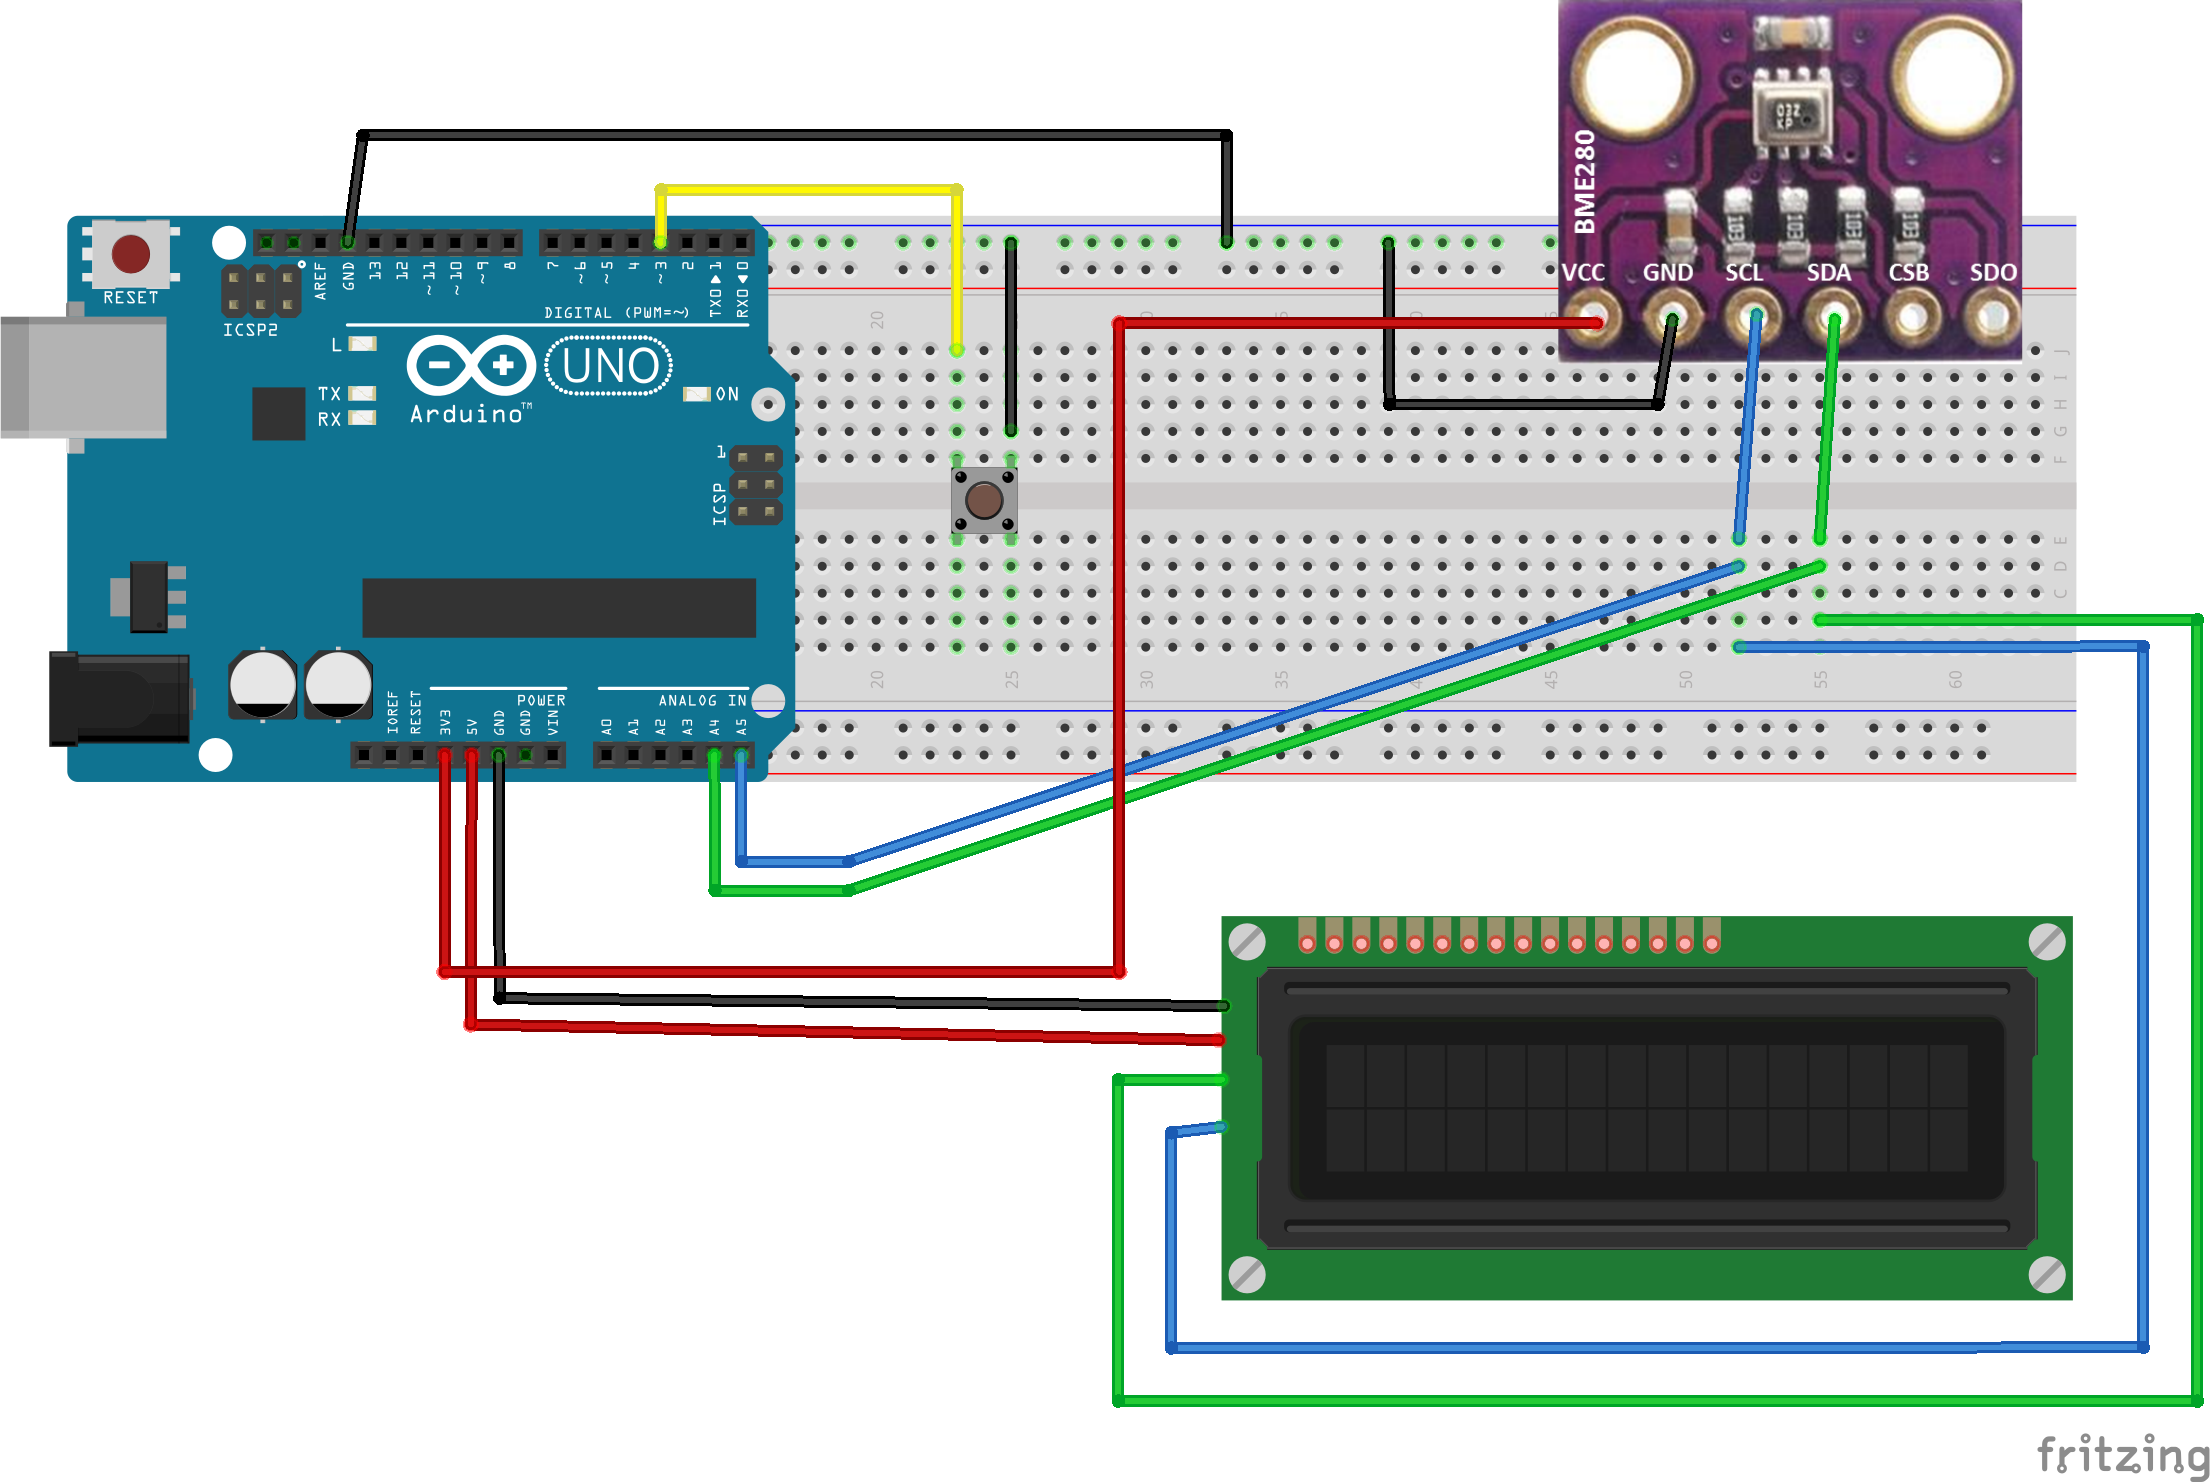 BME280
VCC GND SCL SDA CSB SDO
RESET
ICSP2
AREF GND 13 12 ~11 ~10 ~9 8 7 ~6 ~5 4 ~3 2 TX0▶1 RX0◀0
DIGITAL (PWM=~)
L
TX
RX
UNO
ON
Arduino™
1
ICSP
20 25 30 35 40 45 50 55 60
J
I
H
G
F
E
D
C
POWER ANALOG IN
IOREF RESET 3V3 5V GND GND VIN A0 A1 A2 A3 A4 A5
fritzing